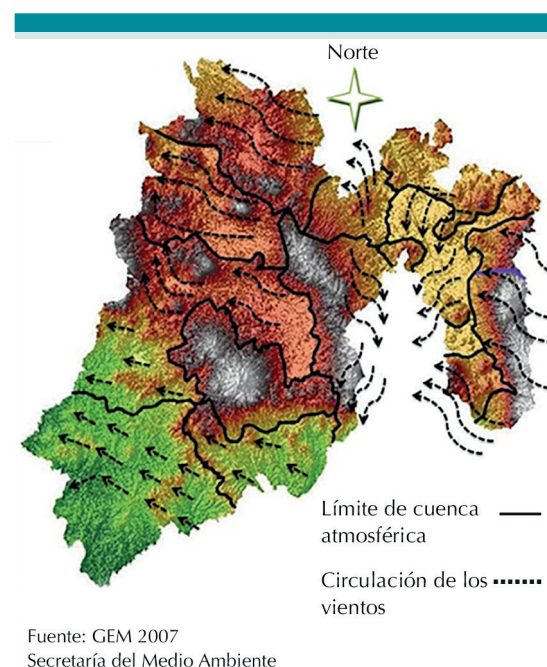 Norte
Límite de cuenca
atmosférica
Circulación de los
vientos
Fuente: GEM 2007
Secretaría del Medio Ambiente